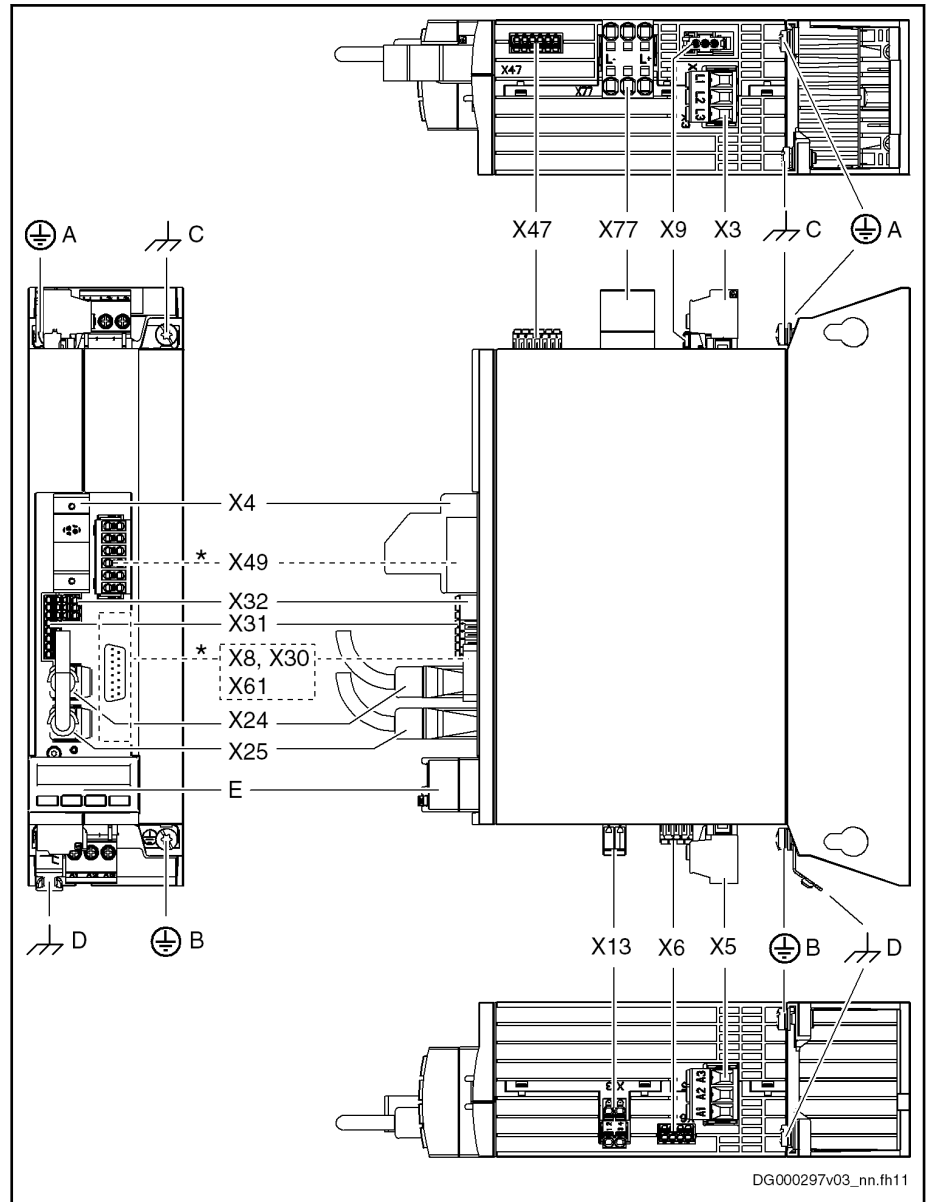 L- L+
X47
X77
L1 L2 L3
X3
X47 X77 X9 X3 C A
A C
X4
* X49
X32
X31
* X8, X30
X61
X24
X25
E
D B
X13 X6 X5 B D
A1 A2 A3
DG000297v03_nn.fh11